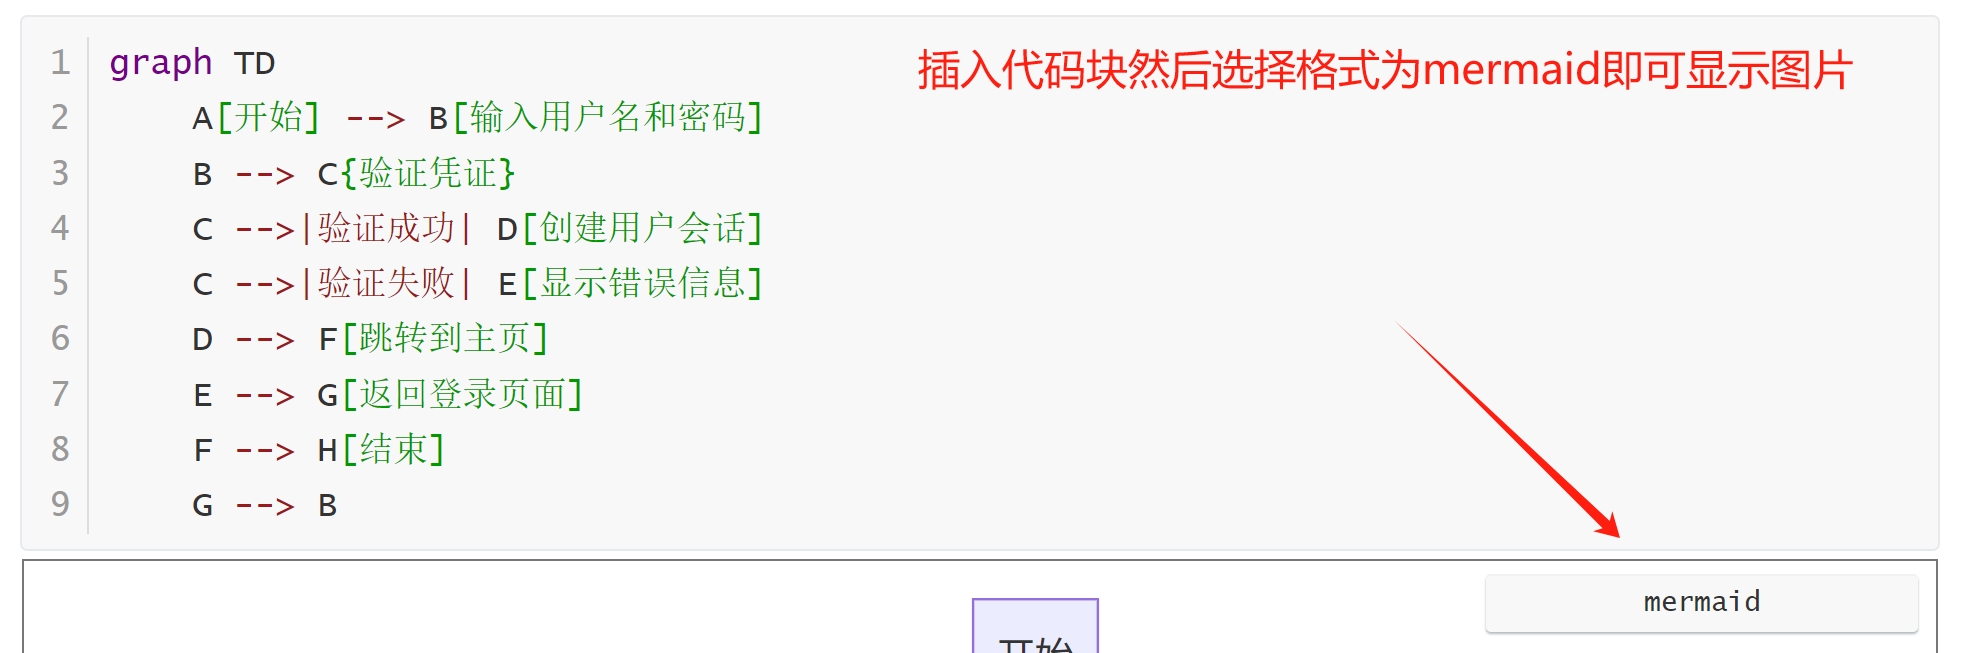 插入代码块然后选择格式为mermaid即可显示图片
1 graph TD
2 A[开始] --> B[输入用户名和密码]
3 B --> C{验证凭证}
4 C -->|验证成功| D[创建用户会话]
5 C -->|验证失败| E[显示错误信息]
6 D --> F[跳转到主页]
7 E --> G[返回登录页面]
8 F --> H[结束]
9 G --> B
mermaid
开始